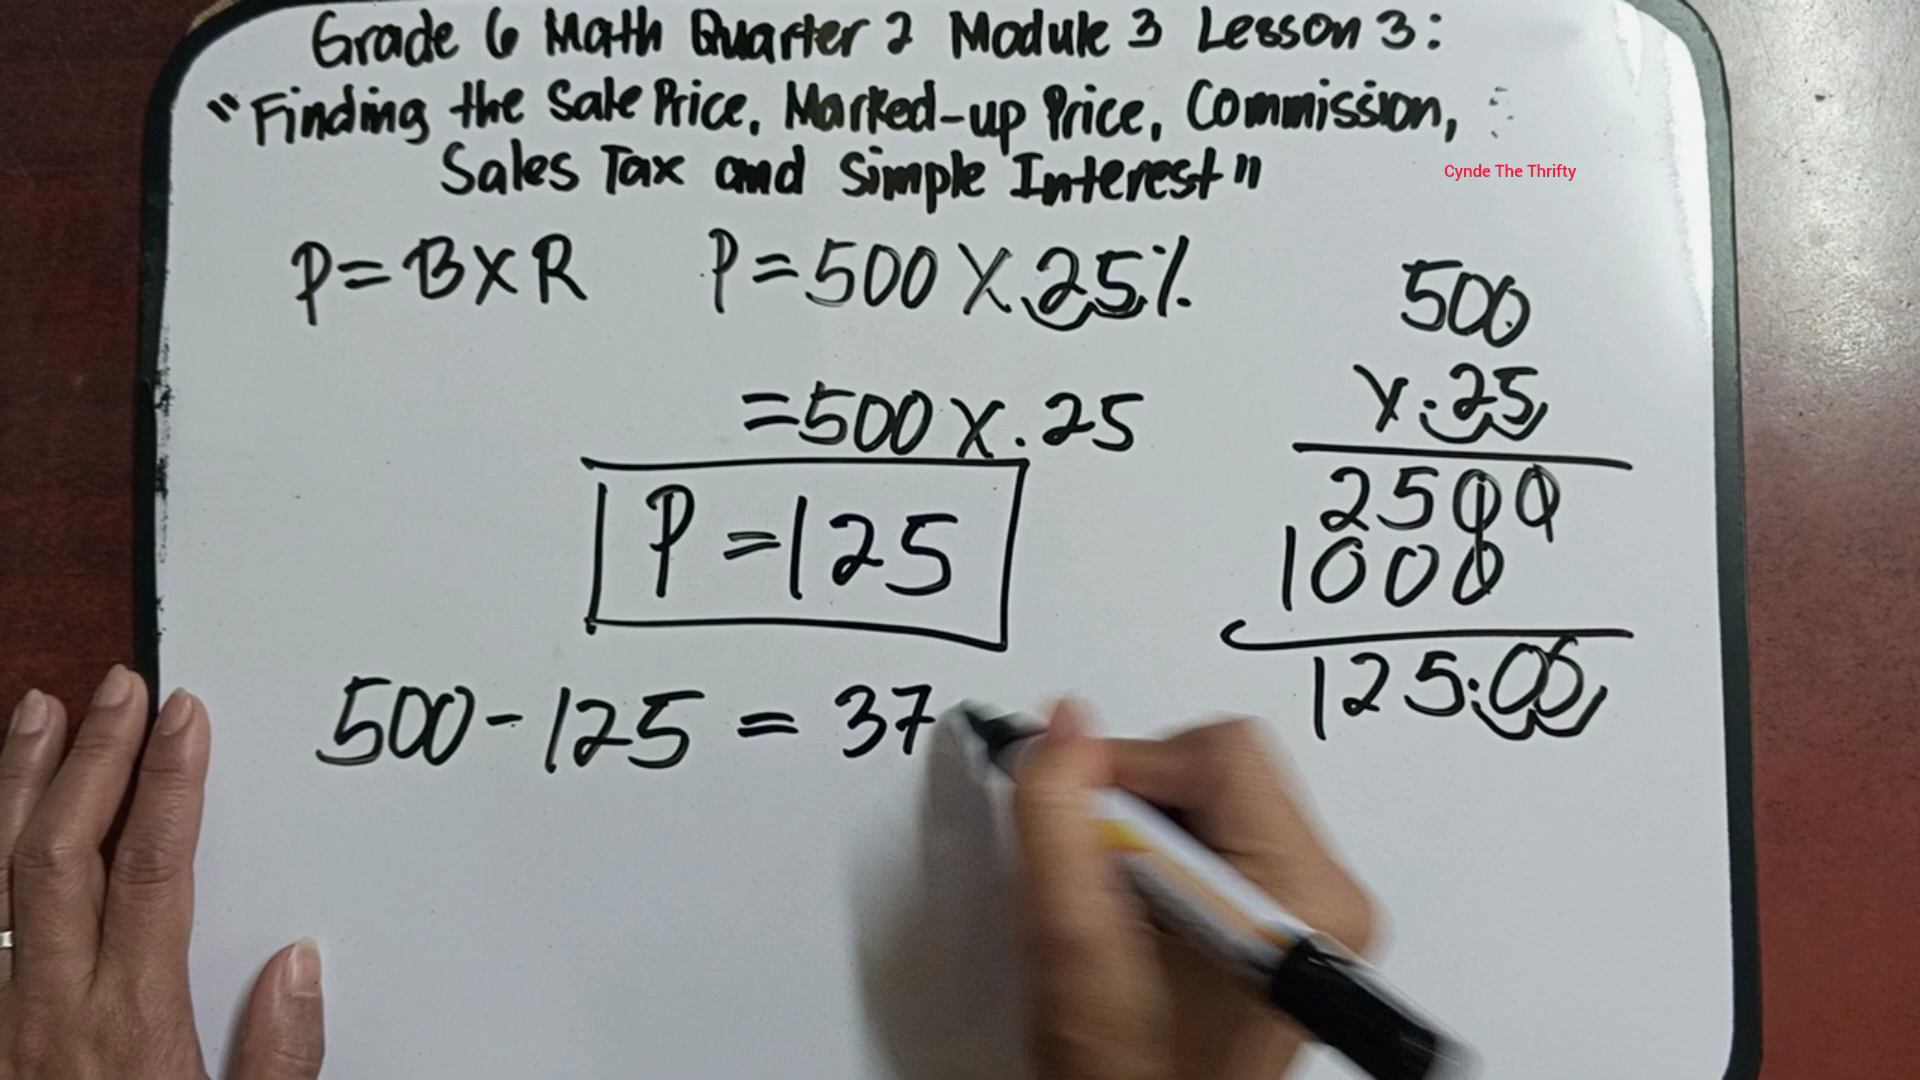 Grade 6 Math Quarter 2 Module 3 Lesson 3:
"Finding the Sale Price, Marked-up Price, Commission,
Sales Tax and Simple Interest"
Cynde The Thrifty
P=BXR
P=500 X .25%
=500 X .25
P=125
500-125 = 37
500
X .25
2500
1000
125.00